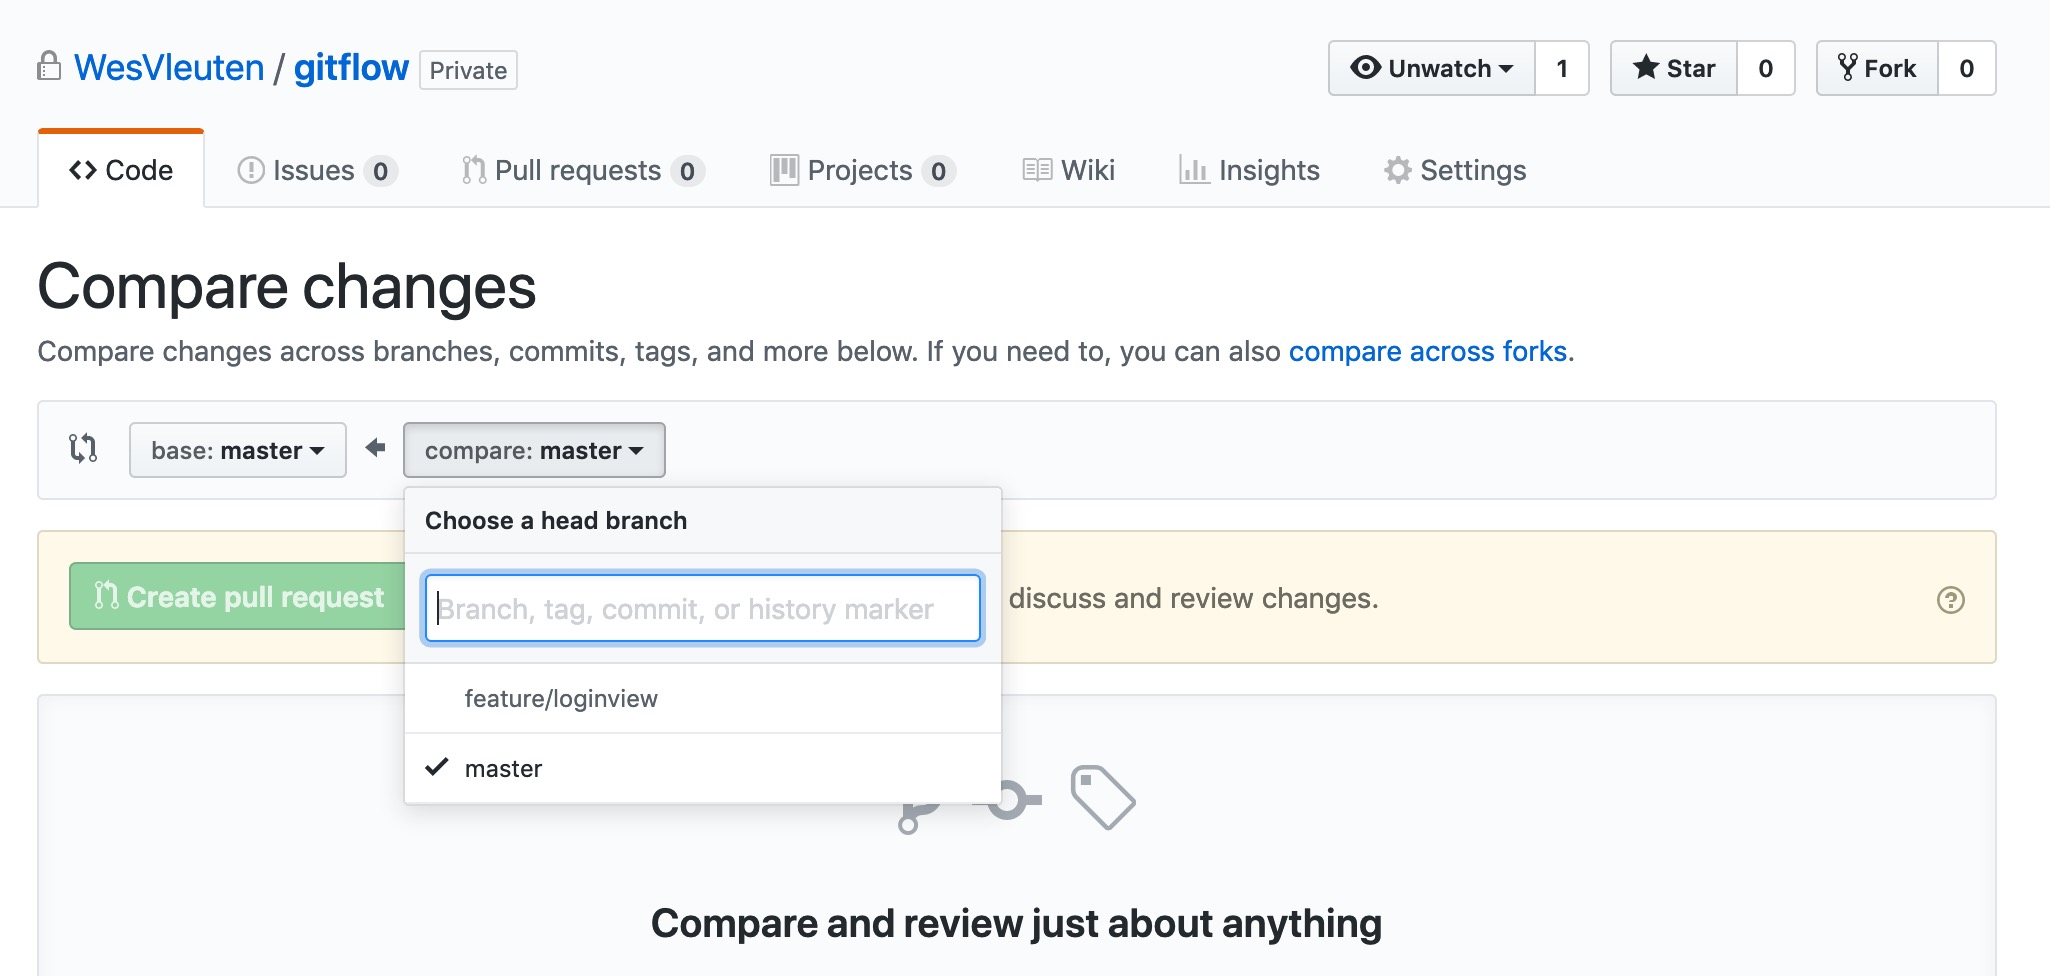 WesVleuten / gitflow Private
Unwatch 1 Star 0 Fork 0
Code Issues 0 Pull requests 0 Projects 0 Wiki Insights Settings
Compare changes
Compare changes across branches, commits, tags, and more below. If you need to, you can also compare across forks.
base: master compare: master
Choose a head branch
Create pull request discuss and review changes.
Branch, tag, commit, or history marker
feature/loginview
master
Compare and review just about anything